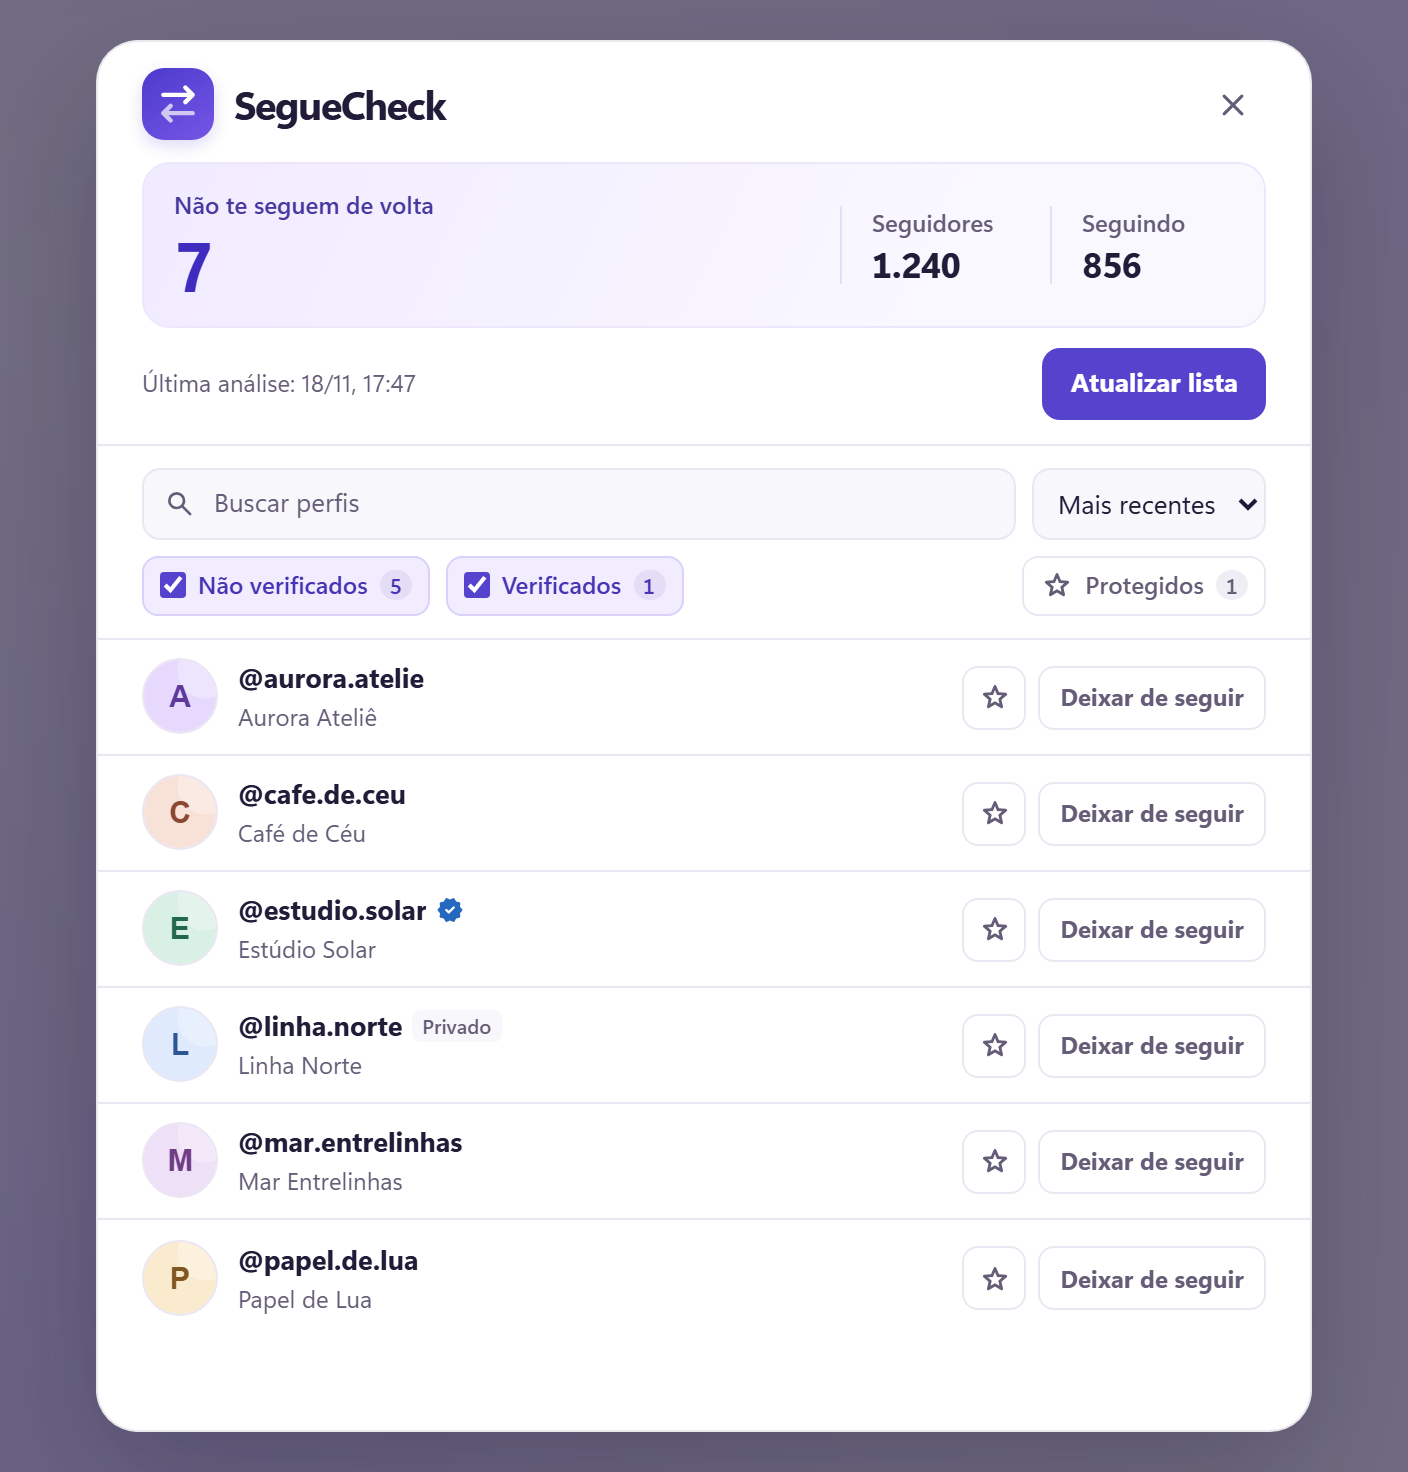 SegueCheck
Não te seguem de volta
7
Seguidores
1.240
Seguindo
856
Última análise: 18/11, 17:47
Atualizar lista
Buscar perfis
Mais recentes
Não verificados 5
Verificados 1
Protegidos 1
A
@aurora.atelie
Aurora Ateliê
Deixar de seguir
C
@cafe.de.ceu
Café de Céu
Deixar de seguir
E
@estudio.solar
Estúdio Solar
Deixar de seguir
L
@linha.norte Privado
Linha Norte
Deixar de seguir
M
@mar.entrelinhas
Mar Entrelinhas
Deixar de seguir
P
@papel.de.lua
Papel de Lua
Deixar de seguir